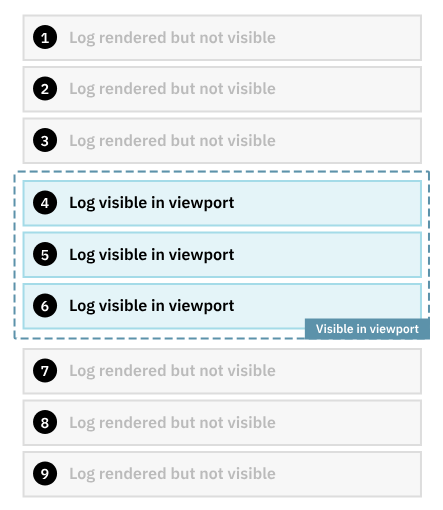 1 Log rendered but not visible
2 Log rendered but not visible
3 Log rendered but not visible
4 Log visible in viewport
5 Log visible in viewport
6 Log visible in viewport
Visible in viewport
7 Log rendered but not visible
8 Log rendered but not visible
9 Log rendered but not visible